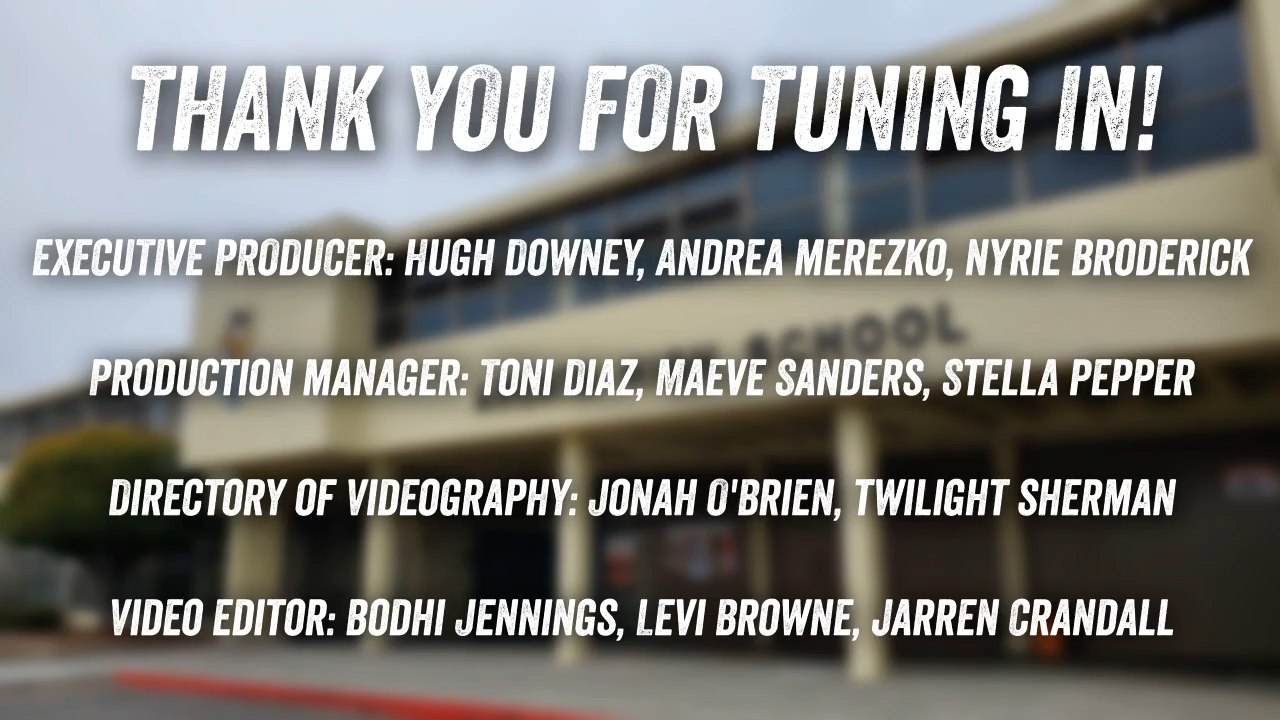 THANK YOU FOR TUNING IN!
EXECUTIVE PRODUCER: HUGH DOWNEY, ANDREA MEREZKO, NYRIE BRODERICK
SCHOOL
PRODUCTION MANAGER: TONI DIAZ, MAEVE SANDERS, STELLA PEPPER
DIRECTORY OF VIDEOGRAPHY: JONAH O'BRIEN, TWILIGHT SHERMAN
VIDEO EDITOR: BODHI JENNINGS, LEVI BROWNE, JARREN CRANDALL